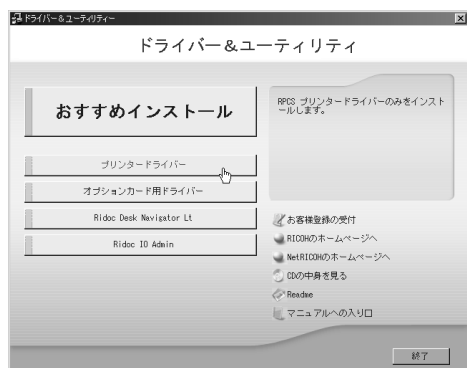 ドライバー＆ユーティリティー
ドライバー＆ユーティリティ
おすすめインストール
RPCS プリンタードライバーのみをインスト
ールします。
プリンタードライバー
オプションカード用ドライバー
Ridoc Desk Navigator Lt
Ridoc IO Admin
お客様登録の受付
RICOHのホームページへ
NetRICOHのホームページへ
CDの中身を見る
Readme
マニュアルへの入り口
終了